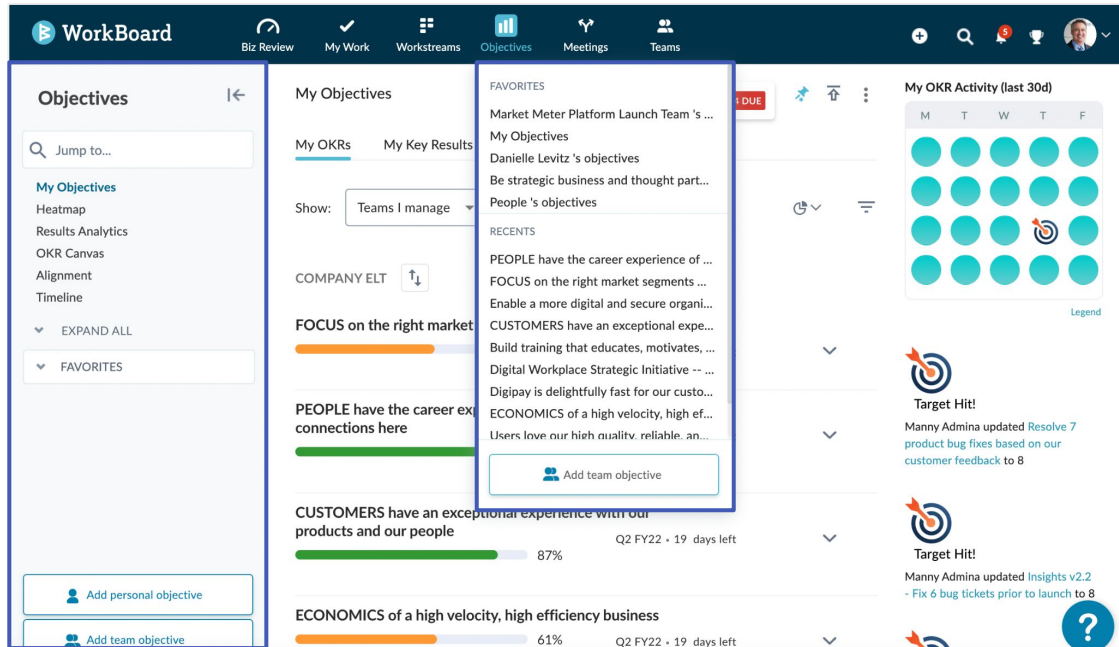 WorkBoard
Biz Review
My Work
Workstreams
Objectives
Meetings
Teams
5
Objectives
Jump to...
My Objectives
Heatmap
Results Analytics
OKR Canvas
Alignment
Timeline
EXPAND ALL
FAVORITES
Add personal objective
Add team objective
My Objectives
DUE
My OKRs
My Key Results
Show:
Teams I manage
COMPANY ELT
FOCUS on the right market
PEOPLE have the career
connections here
CUSTOMERS have an exceptional experience with our
products and our people
87%
Q2 FY22 • 19 days left
ECONOMICS of a high velocity, high efficiency business
61%
Q2 FY22 • 19 days left
FAVORITES
Market Meter Platform Launch Team 's ...
My Objectives
Danielle Levitz 's objectives
Be strategic business and thought part...
People 's objectives
RECENTS
PEOPLE have the career experience of ...
FOCUS on the right market segments ...
Enable a more digital and secure organi...
CUSTOMERS have an exceptional expe...
Build training that educates, motivates, ...
Digital Workplace Strategic Initiative -- ...
Digipay is delightfully fast for our custo...
ECONOMICS of a high velocity, high ef...
Users love our high quality, reliable, an...
Add team objective
My OKR Activity (last 30d)
M T W T F
Legend
Target Hit!
Manny Admina updated Resolve 7
product bug fixes based on our
customer feedback to 8
Target Hit!
Manny Admina updated Insights v2.2
- Fix 6 bug tickets prior to launch to 8
?